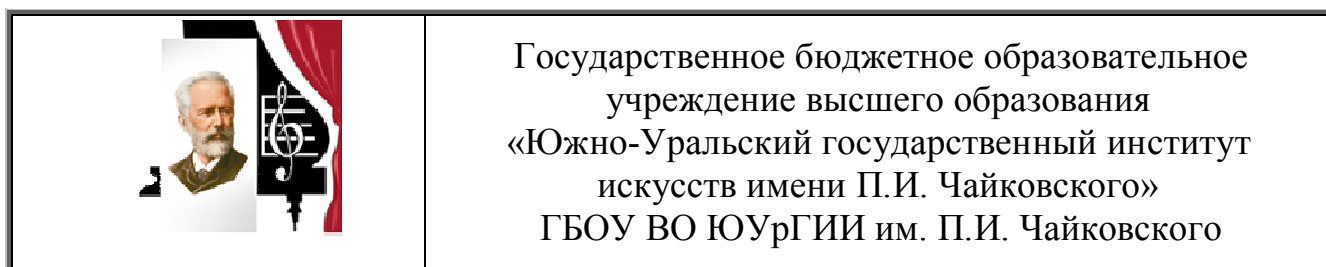 Государственное бюджетное образовательное
учреждение высшего образования
«Южно-Уральский государственный институт
искусств имени П.И. Чайковского»
ГБОУ ВО ЮУрГИИ им. П.И. Чайковского